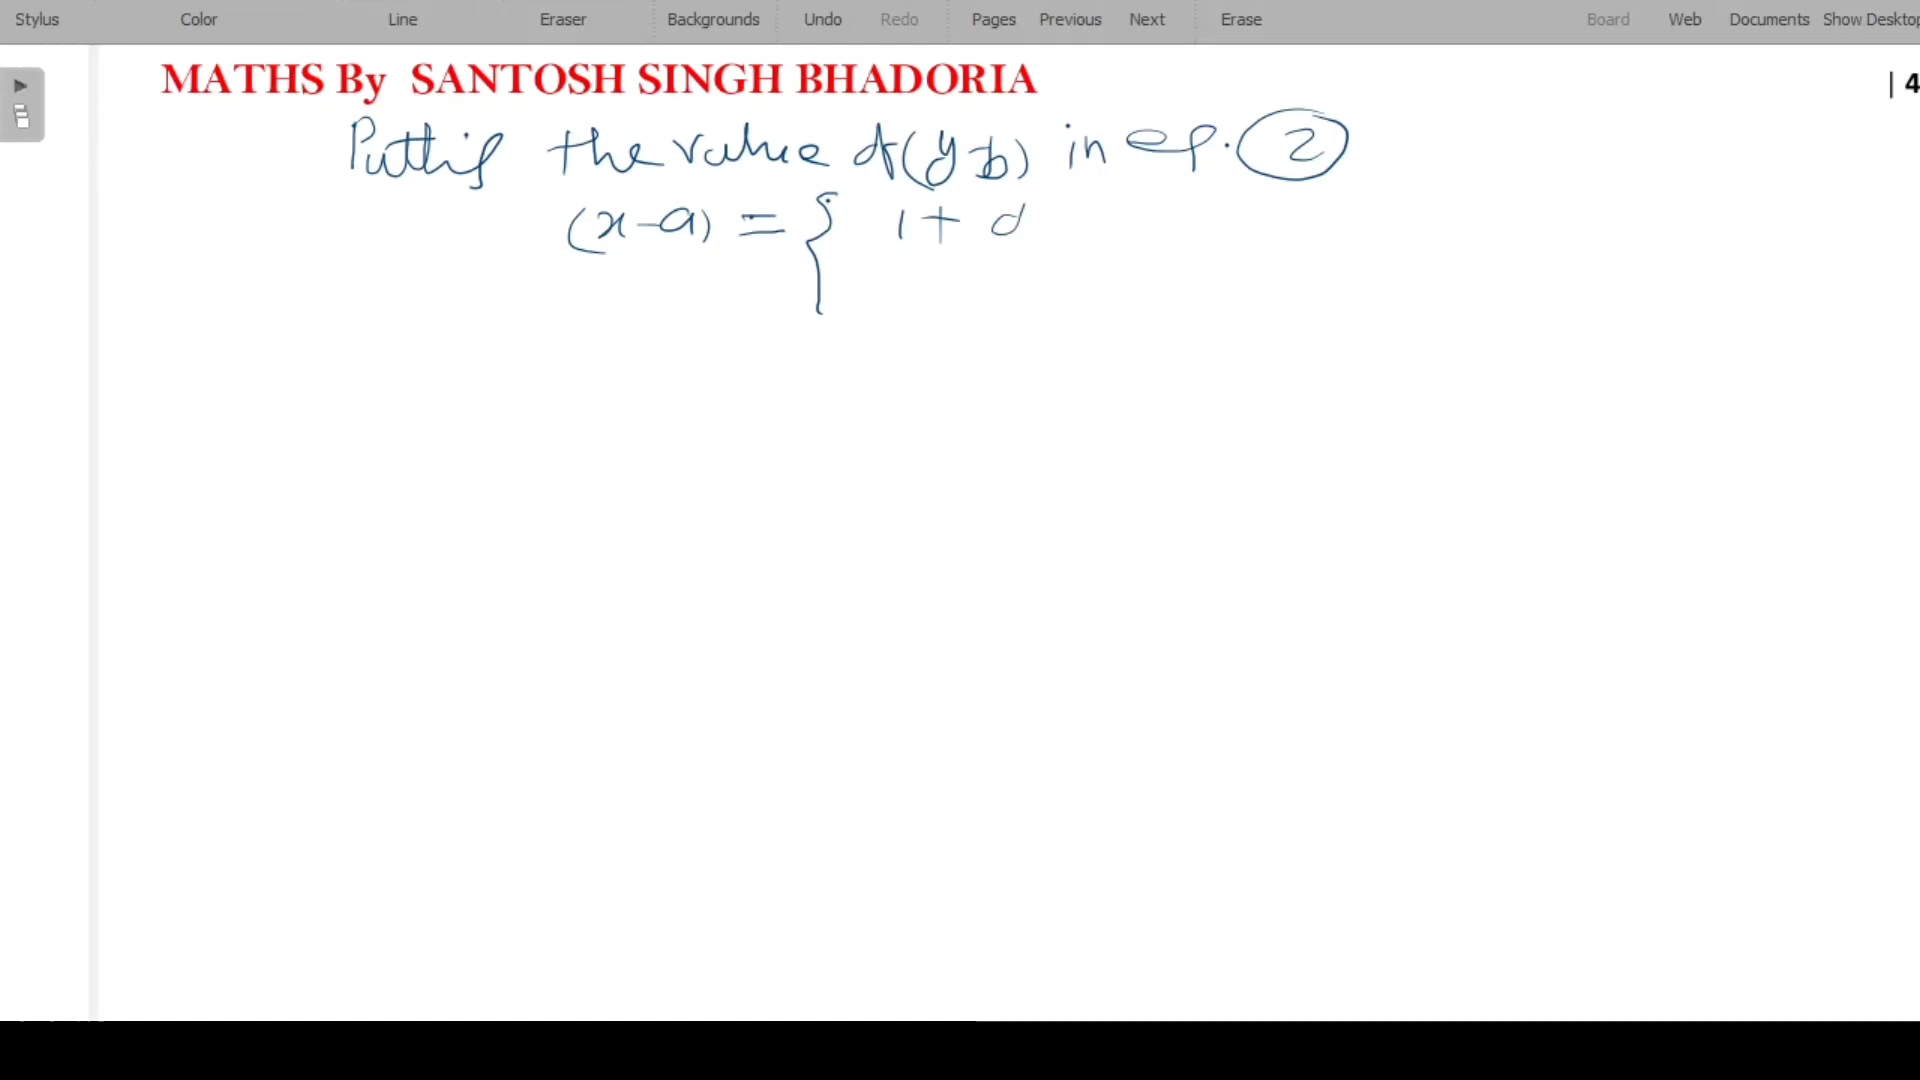 Stylus Color Line Eraser Backgrounds Undo Redo Pages Previous Next Erase Board Web Documents Show Desktop
MATHS By SANTOSH SINGH BHADORIA | 4
Putting the value of (y-b) in eq. 2
(x-a) = { 1+ d